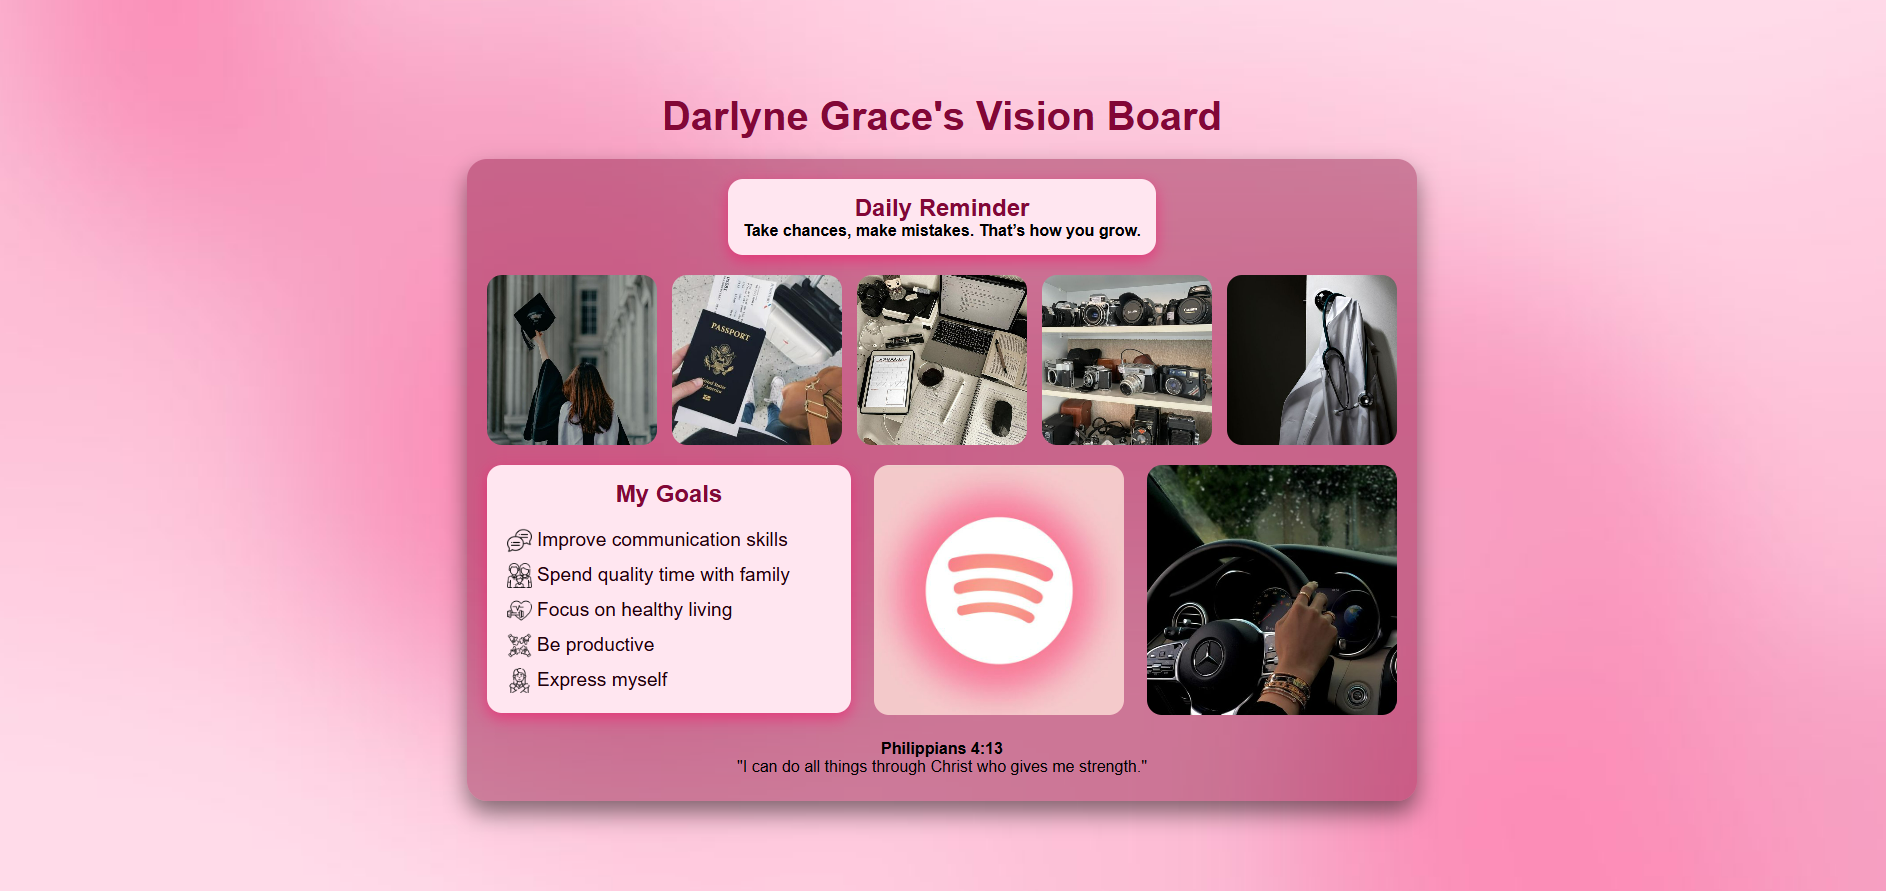 Darlyne Grace's Vision Board
Daily Reminder
Take chances, make mistakes. That’s how you grow.
PASSPORT
My Goals
Improve communication skills
Spend quality time with family
Focus on healthy living
Be productive
Express myself
Philippians 4:13
"I can do all things through Christ who gives me strength."